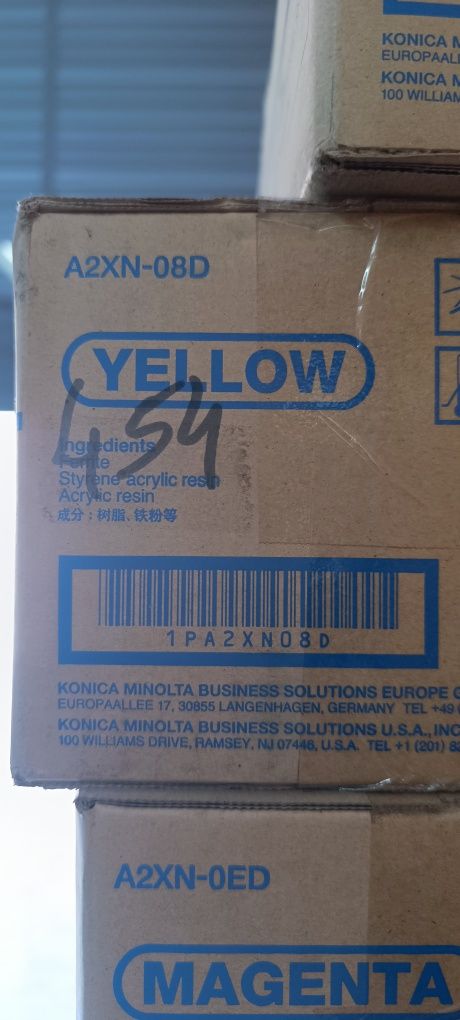 KONICA M
EUROPAALL
KONICA M
100 WILLIAM
A2XN-08D
YELLOW
454
Ingredients
Ferrite
Styrene acrylic resin
Acrylic resin
成分：树脂、铁粉等
1PA2XN08D
KONICA MINOLTA BUSINESS SOLUTIONS EUROPE G
EUROPAALLEE 17, 30855 LANGENHAGEN, GERMANY TEL +49
KONICA MINOLTA BUSINESS SOLUTIONS U.S.A., INC
100 WILLIAMS DRIVE, RAMSEY, NJ 07446, U.S.A. TEL +1 (201) 82
A2XN-0ED
MAGENTA